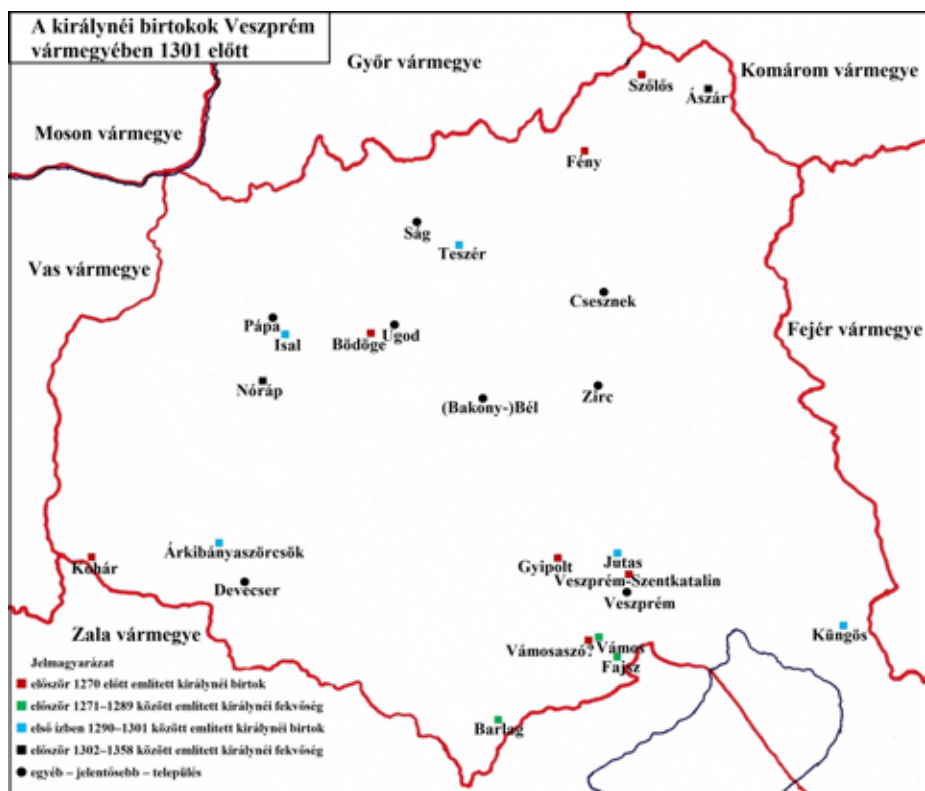 A királynéi birtokok Veszprém
vármegyében 1301 előtt
Győr vármegye
Komárom vármegye
Szőlős
Ászár
Moson vármegye
Fény
Ság
Teszér
Vas vármegye
Csesznek
Pápa
Ugod
Isal
Bödöge
Fejér vármegye
Nóráp
(Bakony-)Bél
Zirc
Árkibányaszörcsök
Kohár
Gyipolt
Jutas
Veszprém-Szentkatalin
Devecser
Veszprém
Zala vármegye
Küngös
Vámosaszó?
Vámos
Fajsz
Jelmagyarázat
először 1270 előtt említett királynéi birtok
először 1271–1289 között említett királynéi fekvőség
első ízben 1290–1301 között említett királynéi birtok
Barlag
először 1302–1358 között említett királynéi fekvőség
egyéb – jelentősebb – település